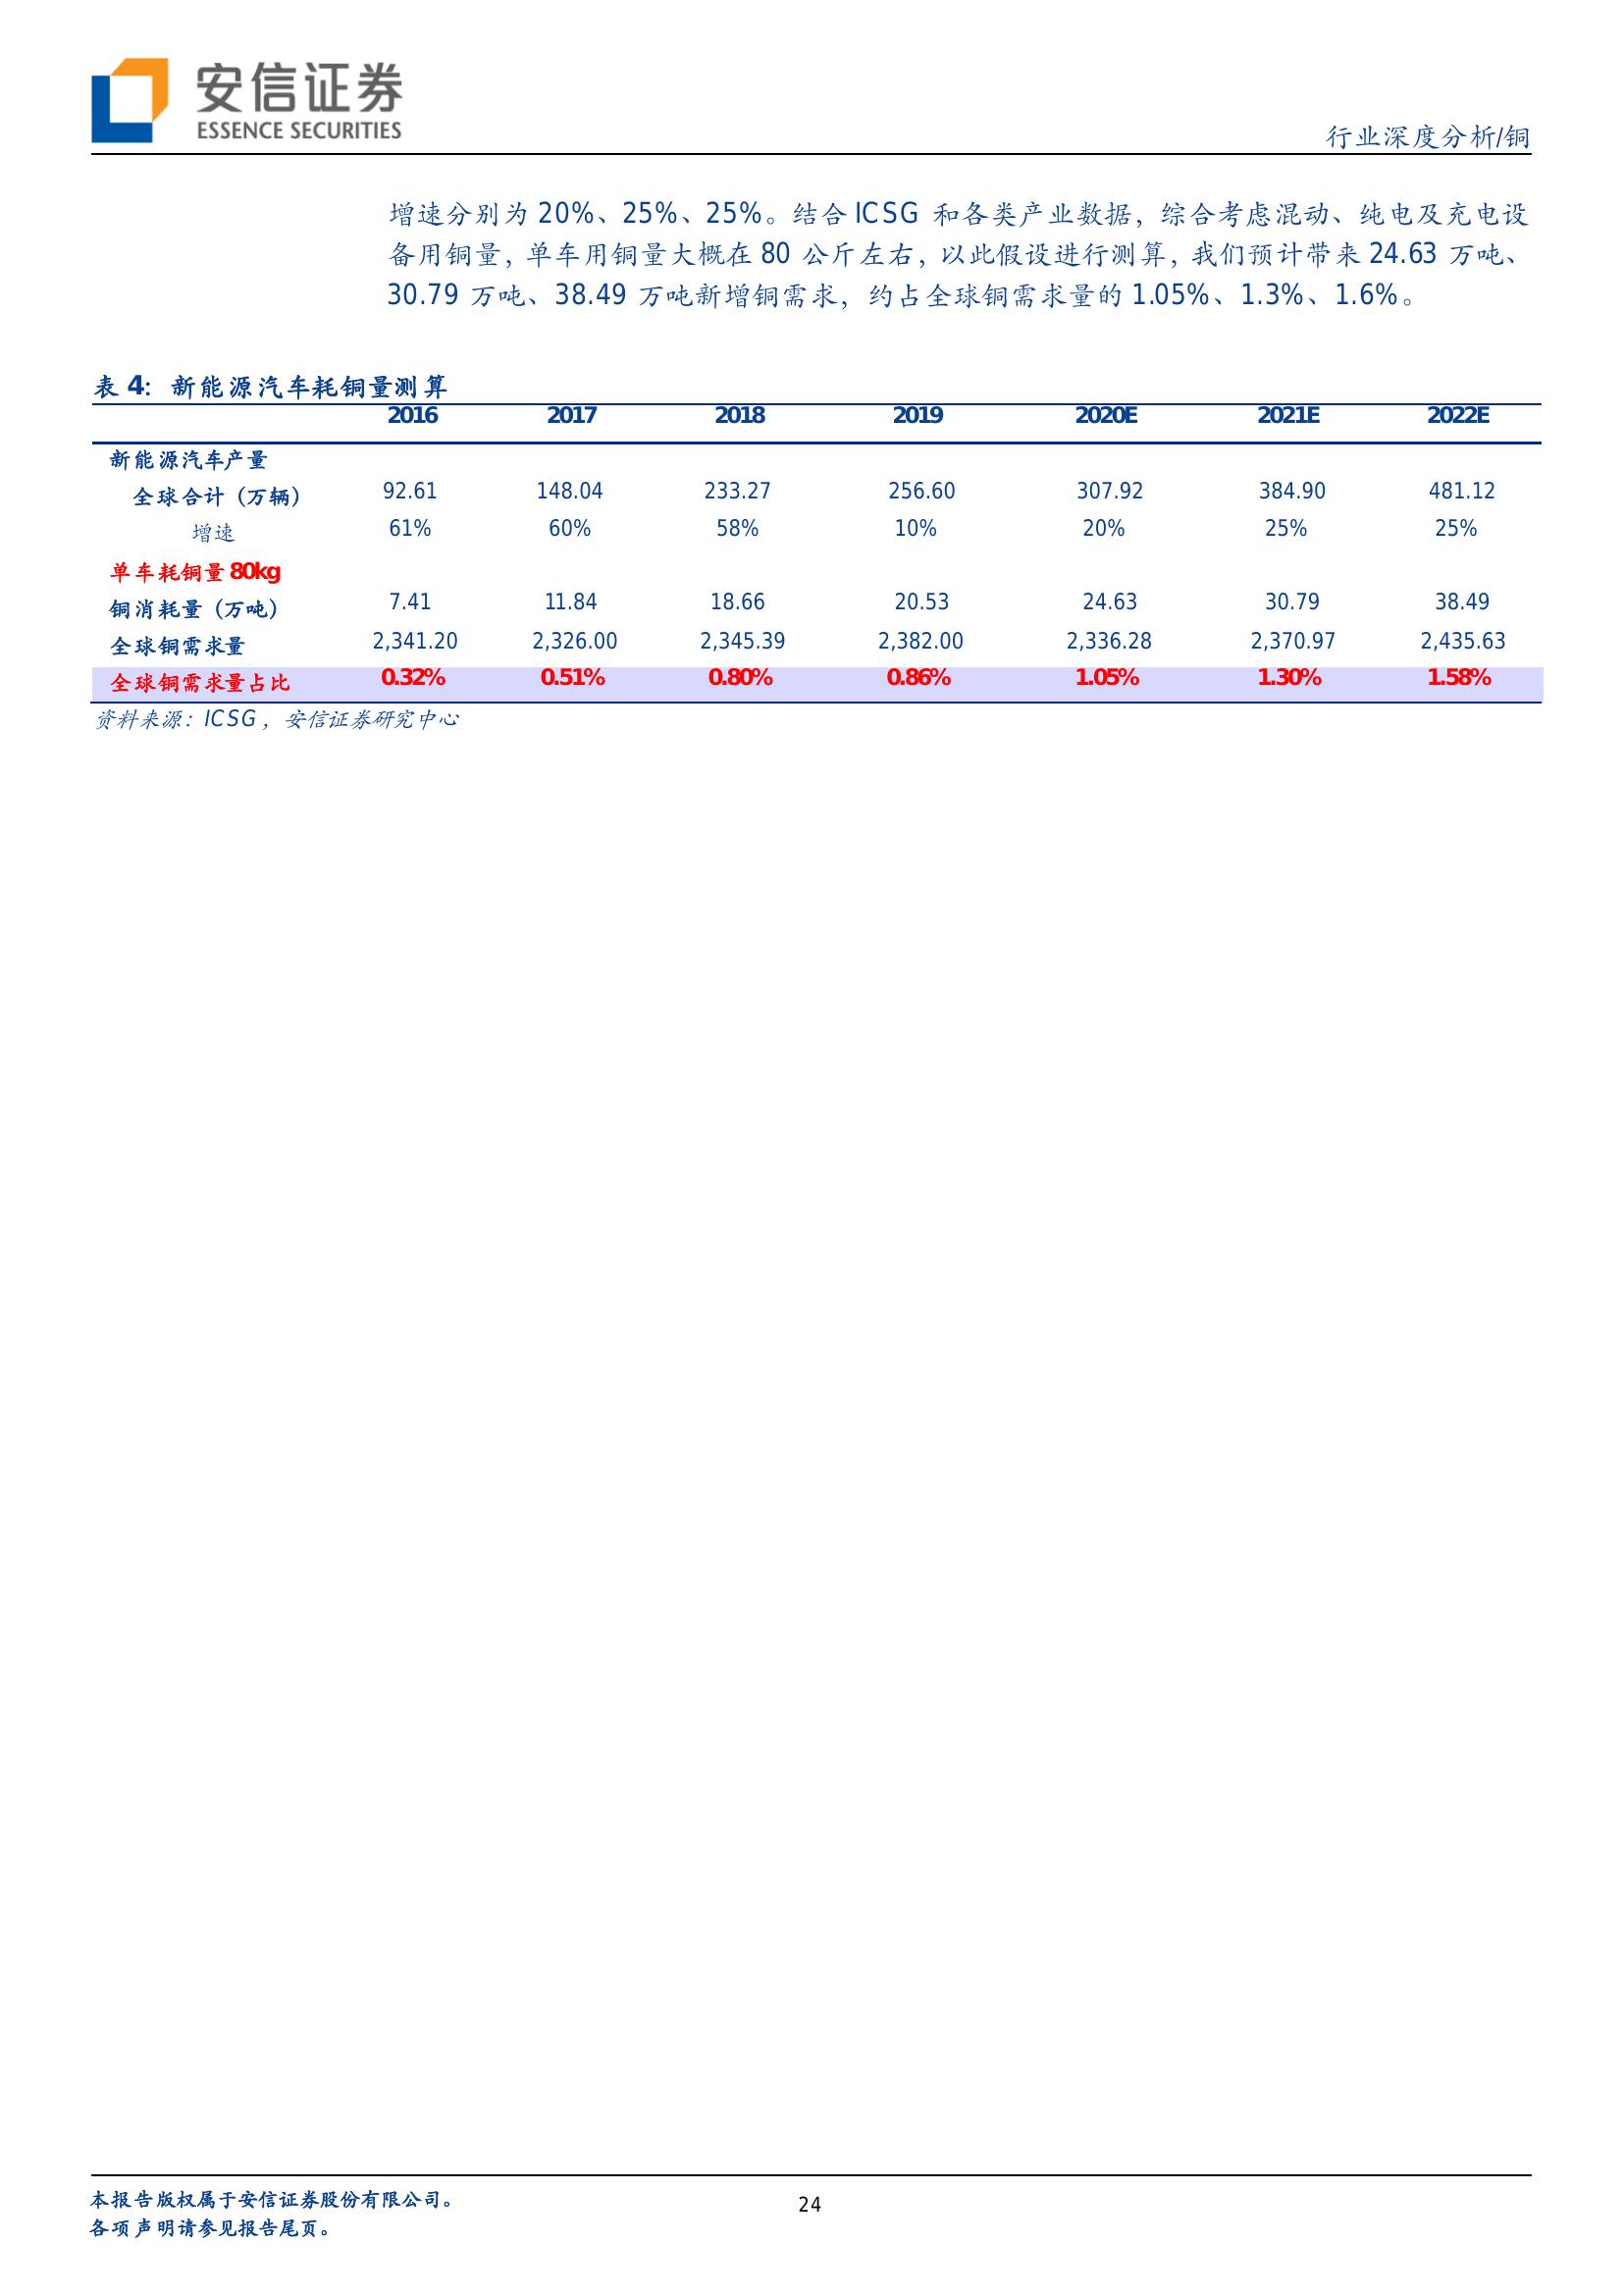 安信证券
ESSENCE SECURITIES
行业深度分析/铜
增速分别为 20%、25%、25%。结合 ICSG 和各类产业数据，综合考虑混动、纯电及充电设
备用铜量，单车用铜量大概在 80 公斤左右，以此假设进行测算，我们预计带来 24.63 万吨、
30.79 万吨、38.49 万吨新增铜需求，约占全球铜需求量的 1.05%、1.3%、1.6%。
表 4：新能源汽车耗铜量测算
2016 2017 2018 2019 2020E 2021E 2022E
新能源汽车产量
全球合计（万辆） 92.61 148.04 233.27 256.60 307.92 384.90 481.12
增速 61% 60% 58% 10% 20% 25% 25%
单车耗铜量 80kg
铜消耗量（万吨） 7.41 11.84 18.66 20.53 24.63 30.79 38.49
全球铜需求量 2,341.20 2,326.00 2,345.39 2,382.00 2,336.28 2,370.97 2,435.63
全球铜需求量占比 0.32% 0.51% 0.80% 0.86% 1.05% 1.30% 1.58%
资料来源：ICSG，安信证券研究中心
本报告版权属于安信证券股份有限公司。
各项声明请参见报告尾页。
24